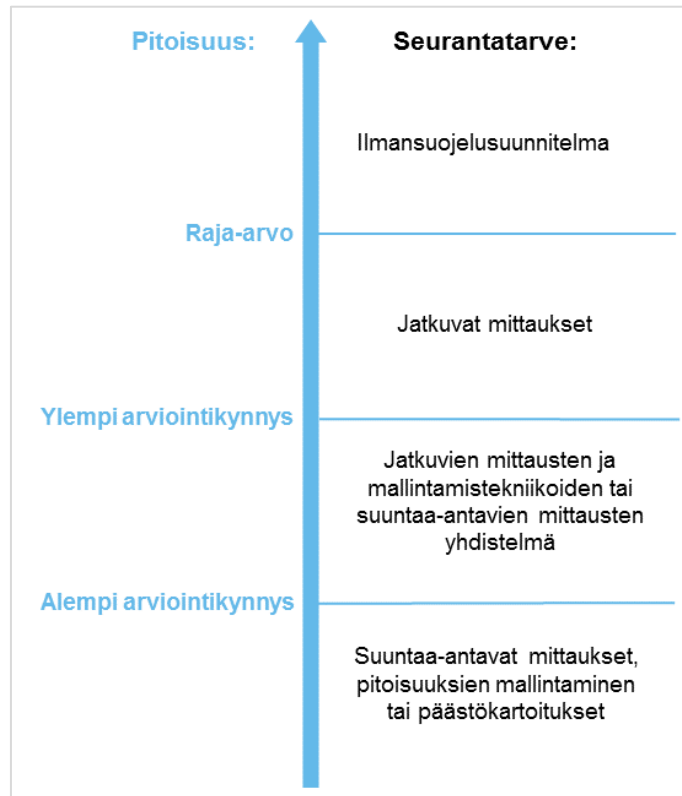 Pitoisuus:
Seurantatarve:
Ilmansuojelusuunnitelma
Raja-arvo
Jatkuvat mittaukset
Ylempi arviointikynnys
Jatkuvien mittausten ja
mallintamistekniikoiden tai
suuntaa-antavien mittausten
yhdistelmä
Alempi arviointikynnys
Suuntaa-antavat mittaukset,
pitoisuuksien mallintaminen
tai päästökartoitukset